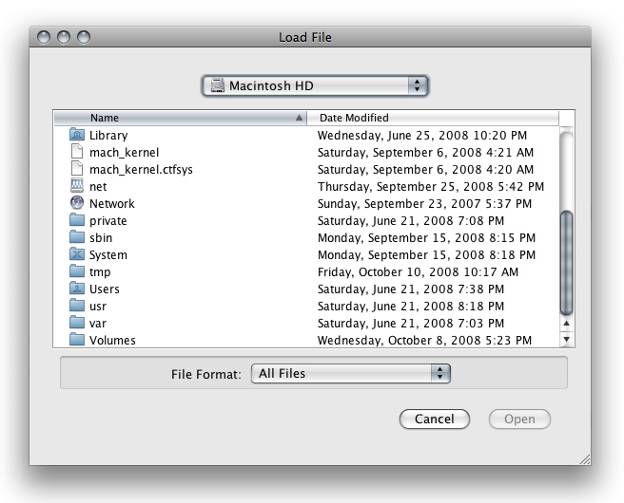 Load File
Macintosh HD
Name Date Modified
Library Wednesday, June 25, 2008 10:20 PM
mach_kernel Saturday, September 6, 2008 4:21 AM
mach_kernel.ctfsys Saturday, September 6, 2008 4:20 AM
net Thursday, September 25, 2008 5:42 PM
Network Sunday, September 23, 2007 5:37 PM
private Saturday, June 21, 2008 7:08 PM
sbin Monday, September 15, 2008 8:15 PM
System Monday, September 15, 2008 8:18 PM
tmp Friday, October 10, 2008 10:17 AM
Users Saturday, June 21, 2008 7:38 PM
usr Saturday, June 21, 2008 8:18 PM
var Saturday, June 21, 2008 7:03 PM
Volumes Wednesday, October 8, 2008 5:23 PM
File Format: All Files
Cancel Open